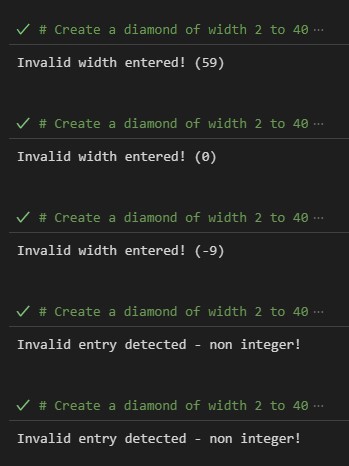 # Create a diamond of width 2 to 40 ...
Invalid width entered! (59)
# Create a diamond of width 2 to 40 ...
Invalid width entered! (0)
# Create a diamond of width 2 to 40 ...
Invalid width entered! (-9)
# Create a diamond of width 2 to 40 ...
Invalid entry detected - non integer!
# Create a diamond of width 2 to 40 ...
Invalid entry detected - non integer!